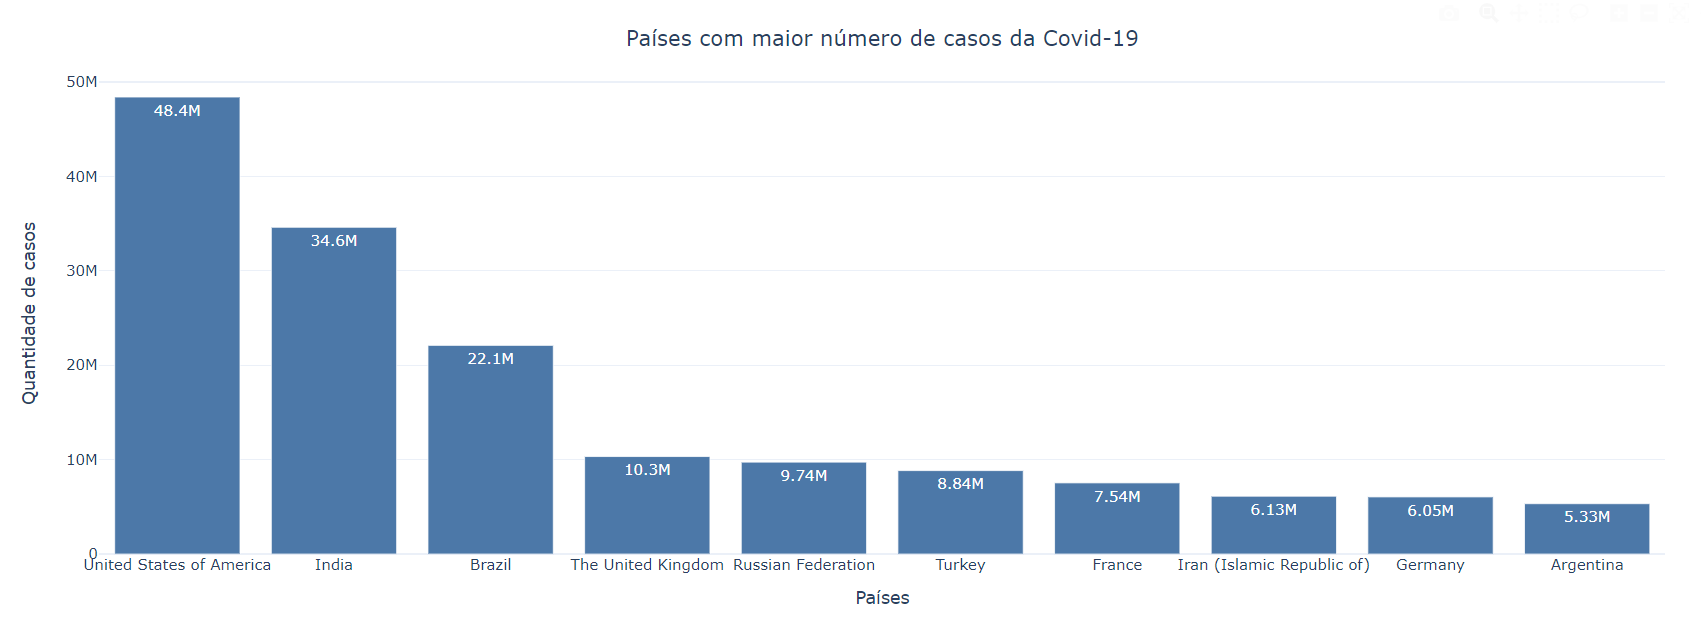 Países com maior número de casos da Covid-19
Quantidade de casos
50M
40M
30M
20M
10M
0
48.4M
34.6M
22.1M
10.3M
9.74M
8.84M
7.54M
6.13M
6.05M
5.33M
United States of America
India
Brazil
The United Kingdom
Russian Federation
Turkey
France
Iran (Islamic Republic of)
Germany
Argentina
Países